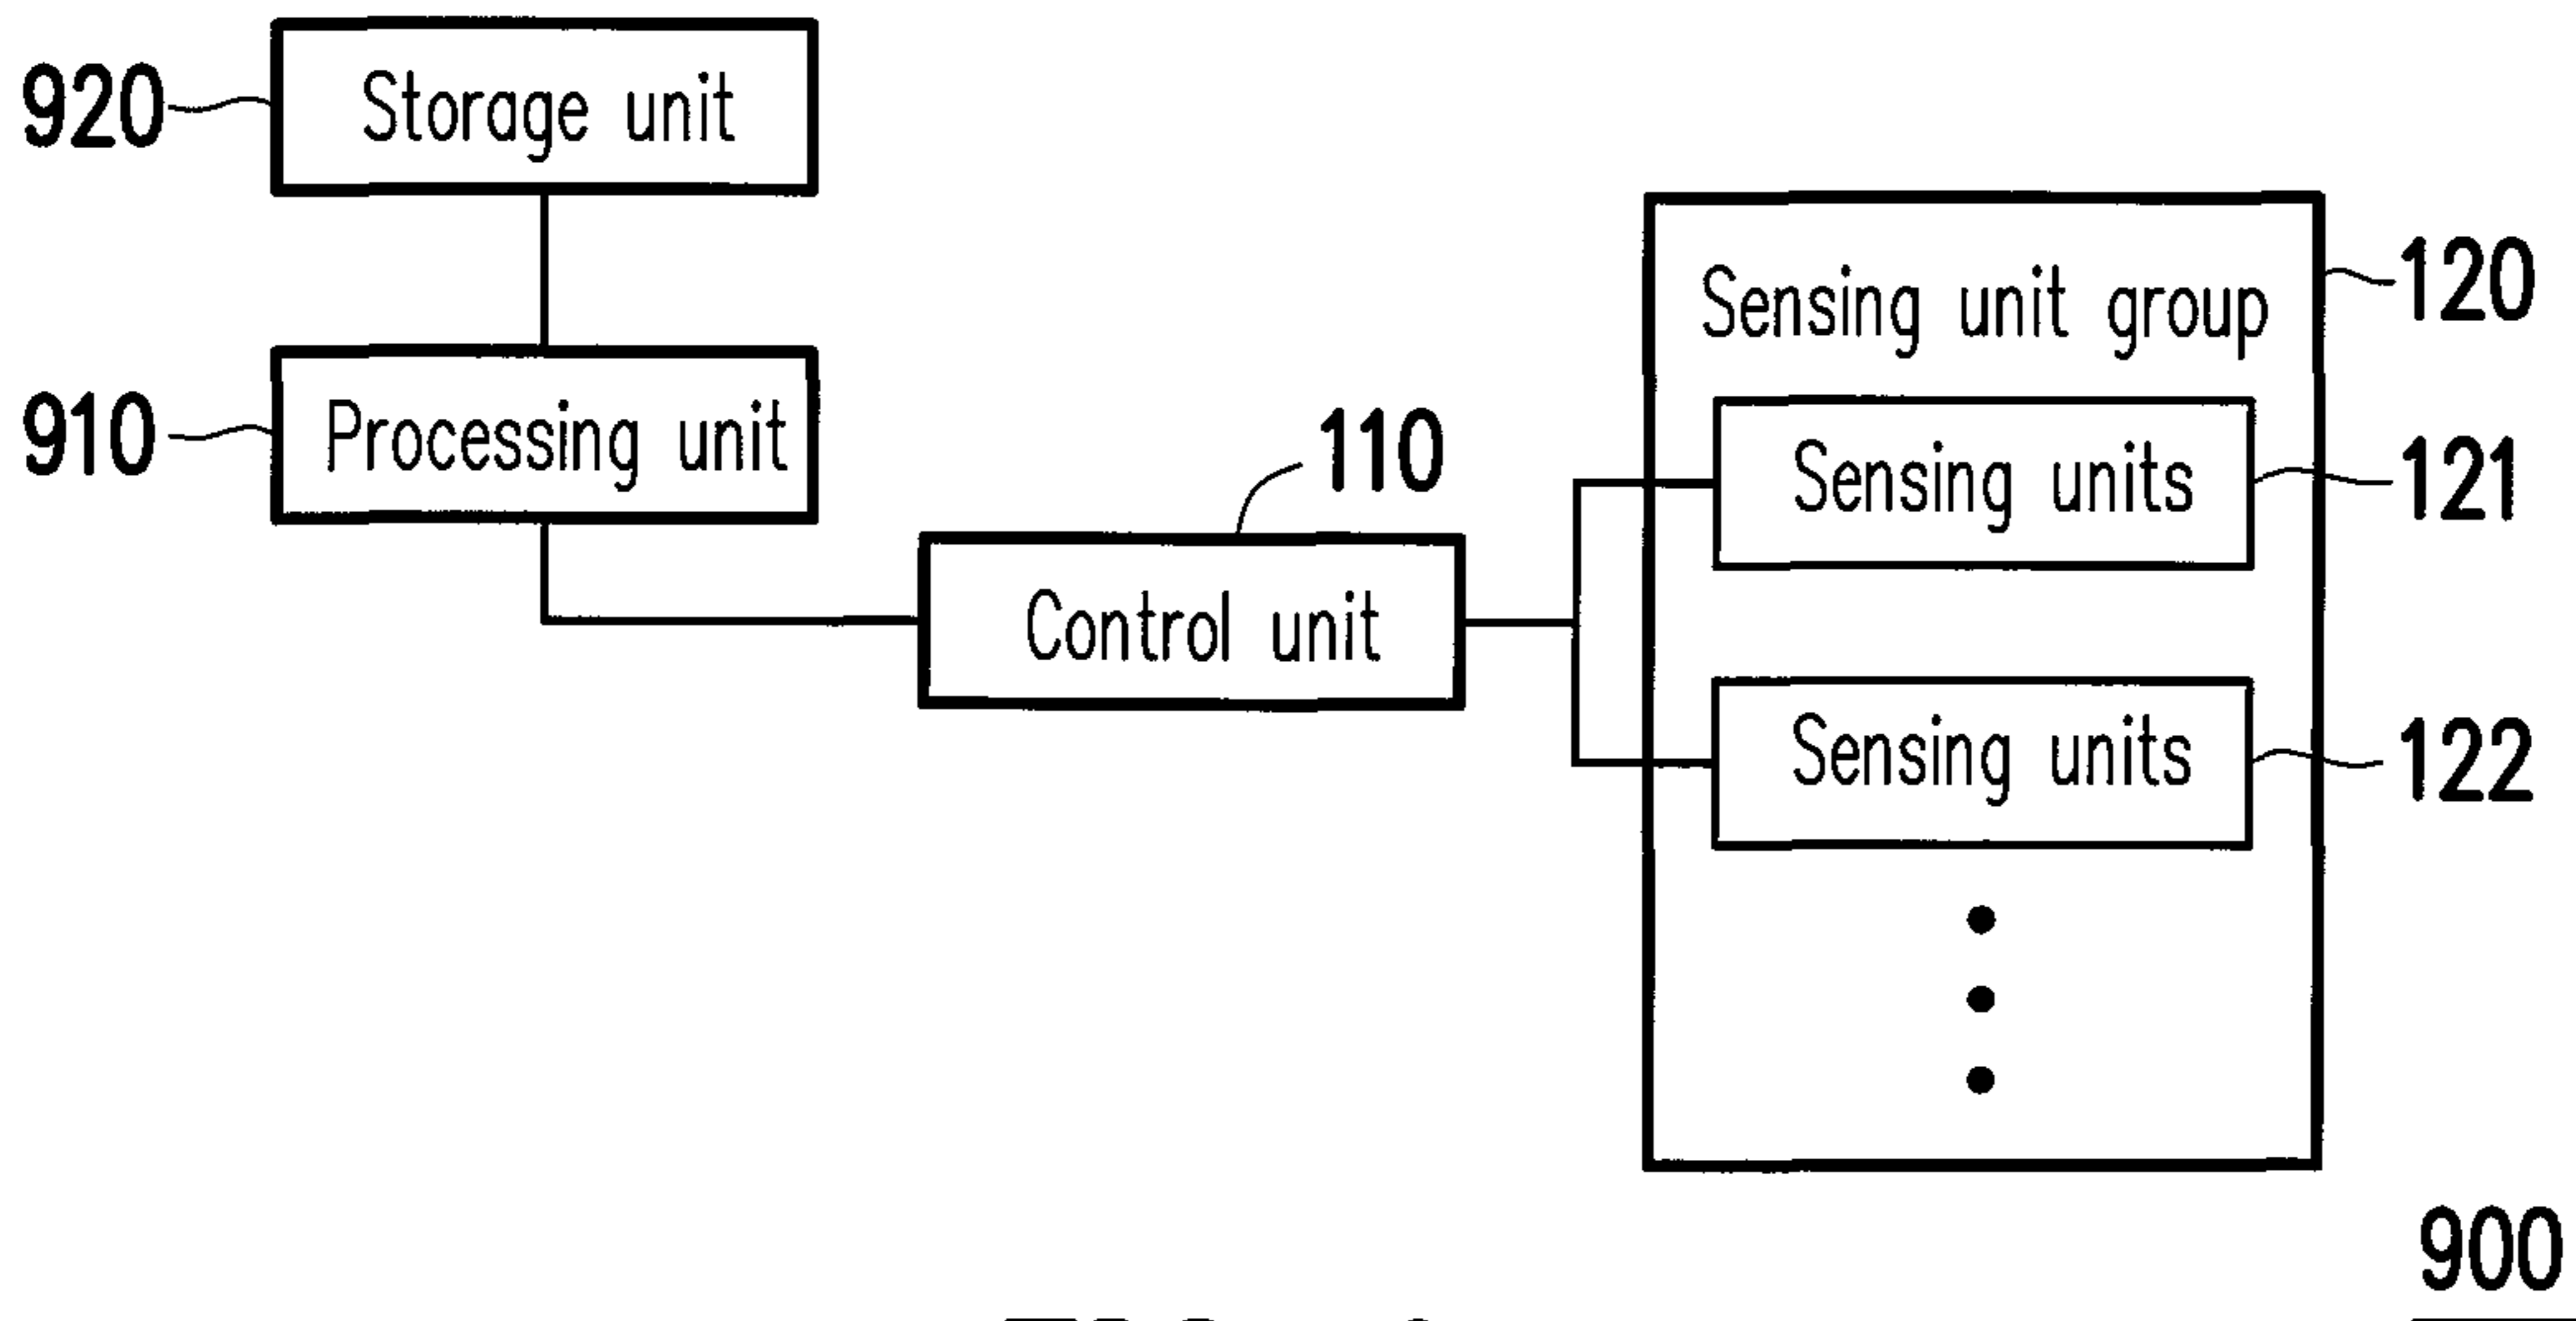 920
Storage unit
Sensing unit group
120
910
Processing unit
110
Sensing units
121
Control unit
Sensing units
122
900